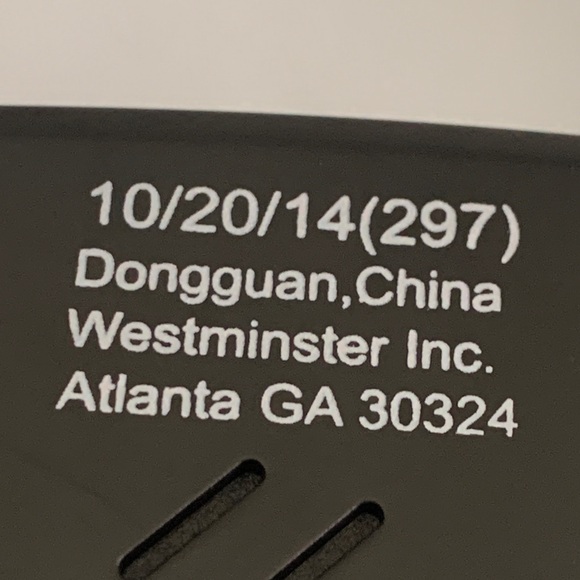 10/20/14(297)
Dongguan,China
Westminster Inc.
Atlanta GA 30324